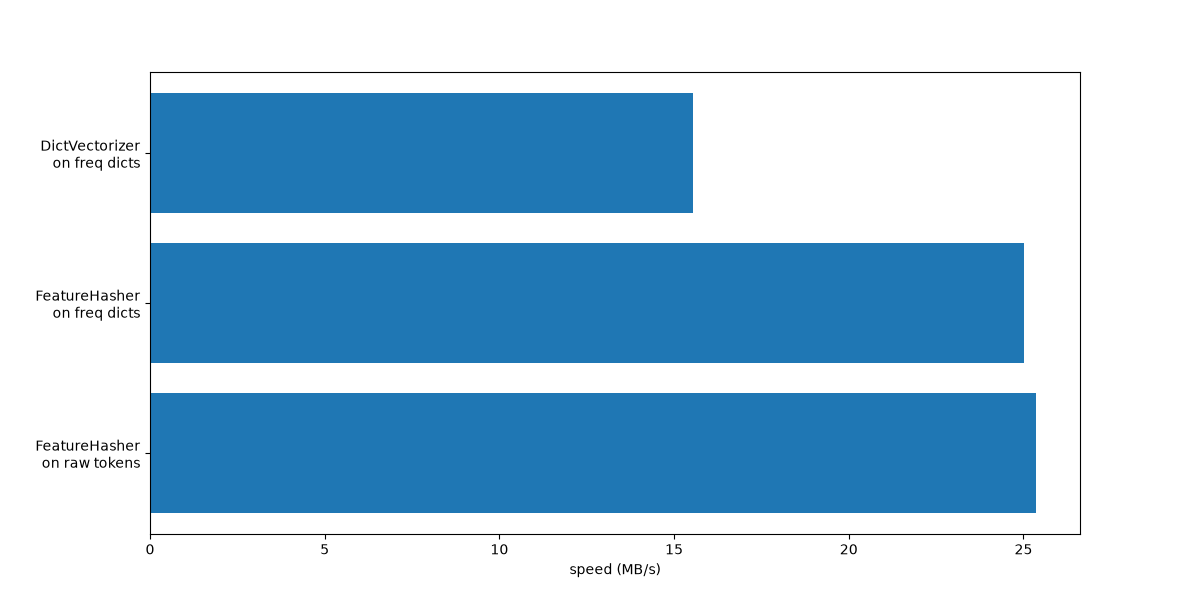 DictVectorizer
on freq dicts
FeatureHasher
on freq dicts
FeatureHasher
on raw tokens
0 5 10 15 20 25
speed (MB/s)